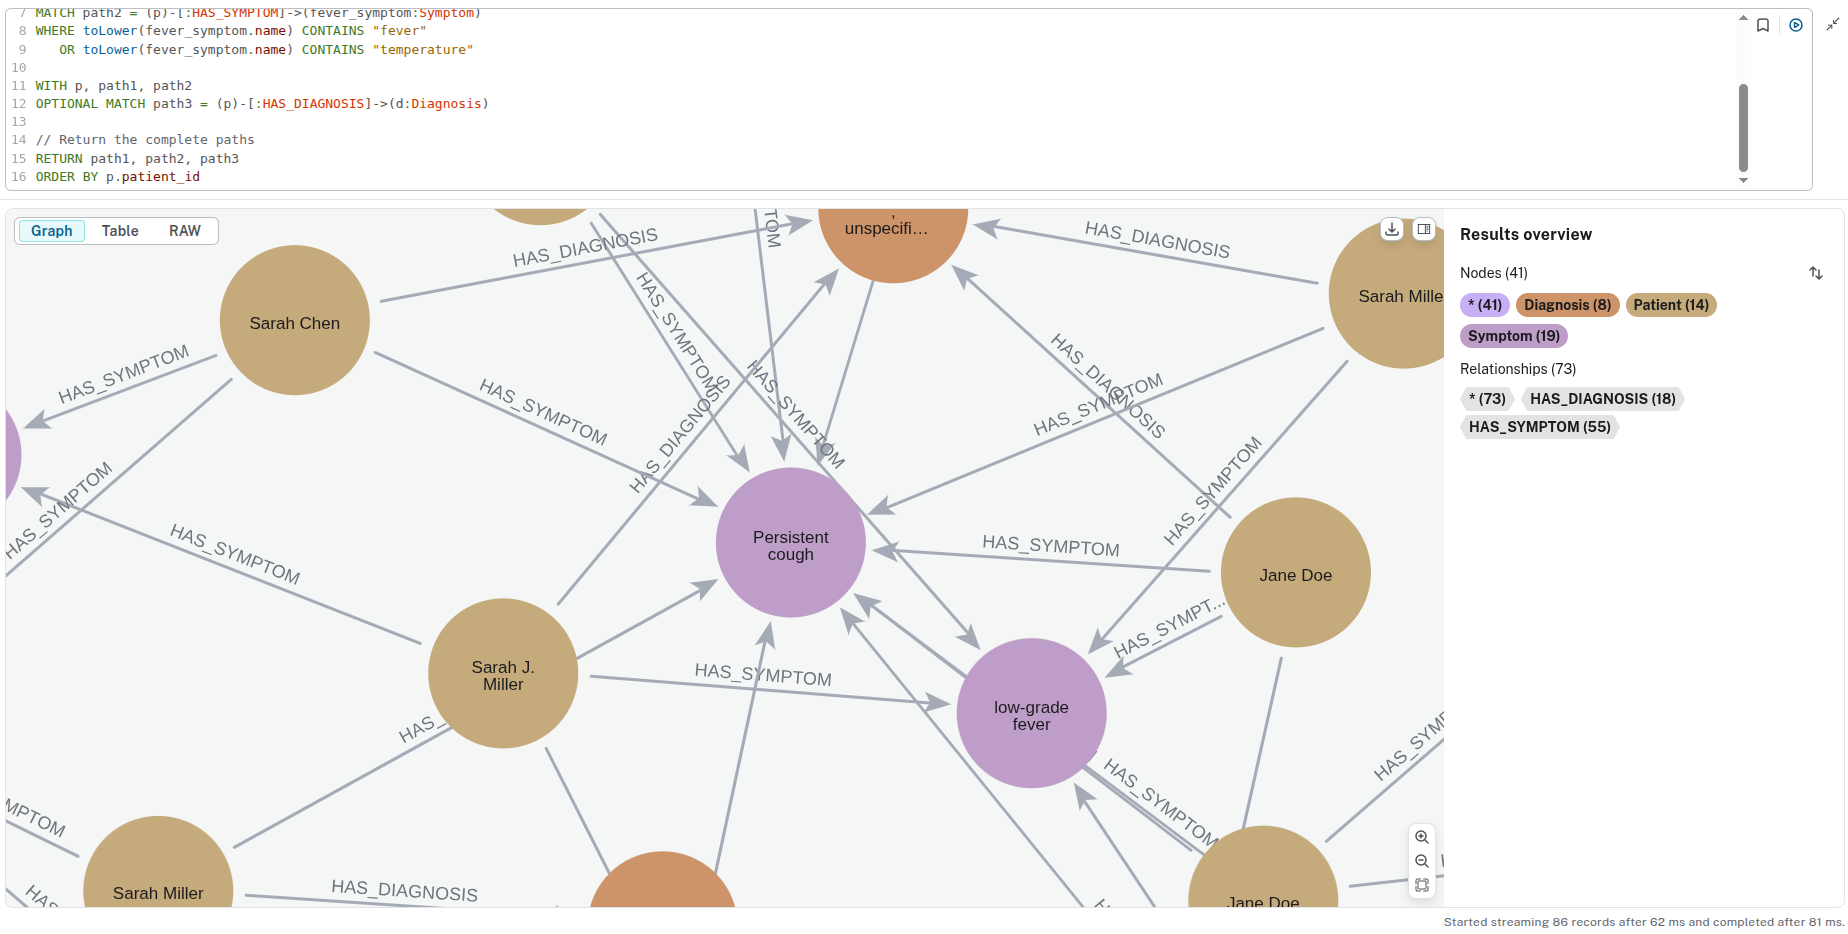 7 MATCH path2 = (p)-[:HAS_SYMPTOM]->(fever_symptom:Symptom)
8 WHERE toLower(fever_symptom.name) CONTAINS "fever"
9 OR toLower(fever_symptom.name) CONTAINS "temperature"
10
11 WITH p, path1, path2
12 OPTIONAL MATCH path3 = (p)-[:HAS_DIAGNOSIS]->(d:Diagnosis)
13
14 // Return the complete paths
15 RETURN path1, path2, path3
16 ORDER BY p.patient_id
Graph Table RAW
, unspecifi...
HAS_DIAGNOSIS
TOM
HAS_DIAGNOSIS
Sarah Mille
Sarah Chen
HAS_SYMPTOM
HAS_SYMPTOM
HAS_SYMPTOM
HAS_SYMPTOM
HAS_DIAGNOSIS
HAS_DIAGNOSIS
HAS_SYMPTOM
HAS_SYMPTOM
HAS_SYMPTOM
HAS_SYMPTOM
Persistent
cough
HAS_SYMPTOM
HAS_SYMPTOM
Jane Doe
HAS_SYMPT...
Sarah J.
Miller
HAS_SYMPTOM
low-grade
fever
HAS_
HAS_SYMPTOM
HAS_SYMP
MPTOM
Sarah Miller
HAS_DIAGNOSIS
HAS
Jane Doe
Results overview
Nodes (41)
* (41) Diagnosis (8) Patient (14)
Symptom (19)
Relationships (73)
* (73) HAS_DIAGNOSIS (18)
HAS_SYMPTOM (55)
Started streaming 86 records after 62 ms and completed after 81 ms.